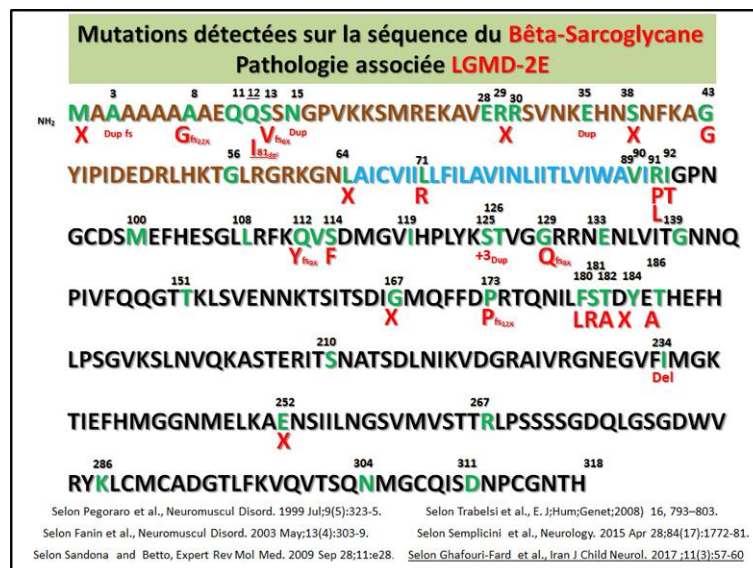 Mutations détectées sur la séquence du Bêta-Sarcoglycane
Pathologie associée LGMD-2E
3 8 11 12 13 15 28 29 30 35 38 43
NH2 MAAAAAAAAEQQSSNGPVKKSMREKAVERRSVNKEHNSNFKAG
X Dup fs Gfs22X Vfs6X Dup X Dup X G
I81del
56 64 71 89 90 91 92
YIPIDEDRLHKTGLRGRKGNLAICVIILLFILAVINLIITLVIWAVIRIGPN
X R PT
L
100 108 112 114 119 125 126 129 133 139
GCDSMEFHESGLLRFKQVSDMGVIHPLYKSTVGGRRNENLVITGNNQ
Yfs9X F +3Dup Qfs9X
151 167 173 180 181 182 184 186
PIVFQQGTTKLSVENNKTSITSDIGMQFFDPRTQNILFSTDYETHEFH
X Pfs12X LRA X A
210 234
LPSGVKSLNVQKASTERITSNATSDLNIKVDGRAIVRGNEGVFIMGK
Del
252 267
TIEFHMGGNMELKAENSIILNGSVMVSTTRLPSSSSGDQLGSGDWV
X
286 304 311
RYKLCMCADGTLFKVQVTSQNMGCQISDNPCGNTH 318
Selon Pegoraro et al., Neuromuscul Disord. 1999 Jul;9(5):323-5.
Selon Trabelsi et al., E. J;Hum;Genet;2008) 16, 793–803.
Selon Fanin et al., Neuromuscul Disord. 2003 May;13(4):303-9.
Selon Semplicini et al., Neurology. 2015 Apr 28;84(17):1772-81.
Selon Sandona and Betto, Expert Rev Mol Med. 2009 Sep 28;11:e28.
Selon Ghafouri-Fard et al., Iran J Child Neurol. 2017 ;11(3):57-60